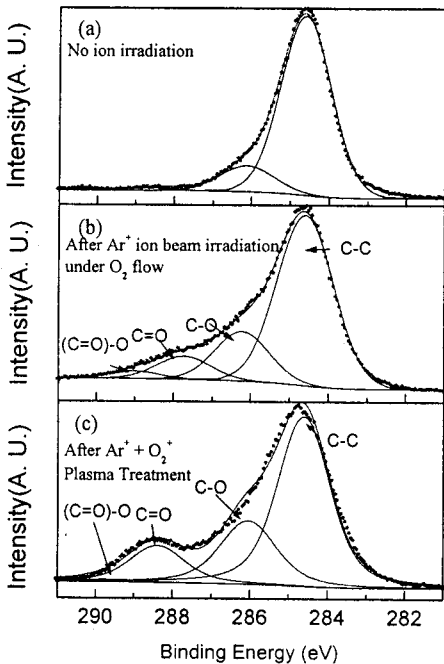 Intensity(A. U.)
(a)
No ion irradiation
Intensity(A. U.)
(b)
After Ar⁺ ion beam irradiation
under O₂ flow
C-C
C-O
C=O
(C=O)-O
Intensity(A. U.)
(c)
After Ar⁺ + O₂⁺
Plasma Treatment
C-C
C-O
(C=O)-O
C=O
290 288 286 284 282
Binding Energy (eV)